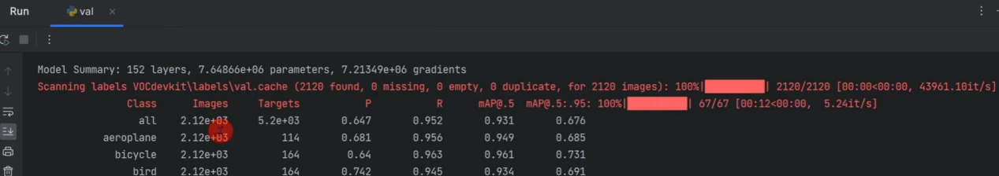 Run val
Model Summary: 152 layers, 7.64866e+06 parameters, 7.21349e+06 gradients
Scanning labels VOCdevkit\labels\val.cache (2120 found, 0 missing, 0 empty, 0 duplicate, for 2120 images): 100%|██████████| 2120/2120 [00:00<00:00, 43961.10it/s]
Class Images Targets P R mAP@.5 mAP@.5:.95: 100%|██████████| 67/67 [00:12<00:00, 5.24it/s]
all 2.12e+03 5.2e+03 0.647 0.952 0.931 0.676
aeroplane 2.12e+03 114 0.681 0.956 0.949 0.685
bicycle 2.12e+03 164 0.64 0.963 0.961 0.731
bird 2.12e+03 164 0.742 0.945 0.934 0.691